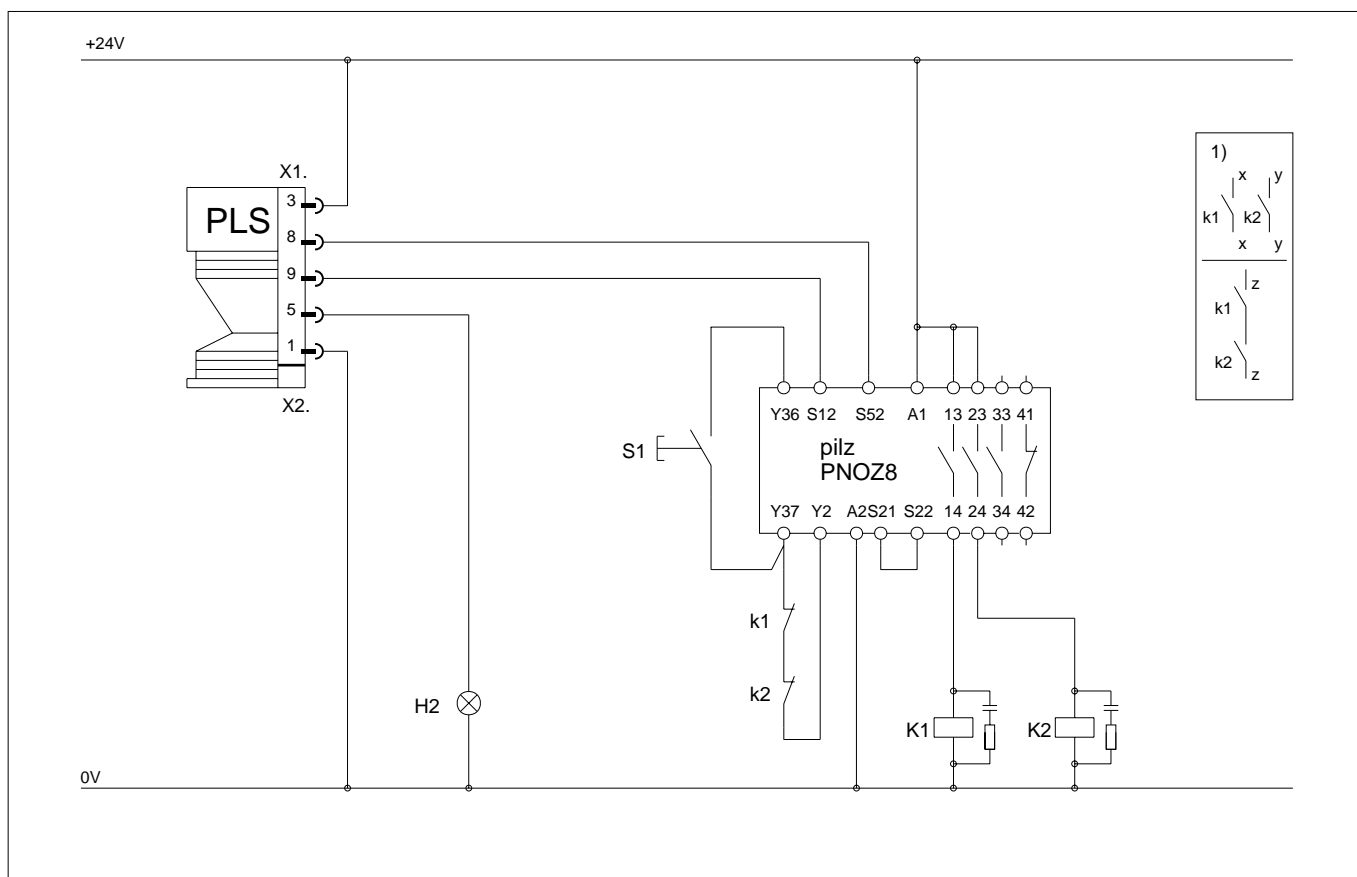 +24V
X1.
3
PLS
8
9
5
1
X2.
1)
x y
k1 k2
x y
z
k1
k2
z
Y36 S12 S52 A1 13 23 33 41
S1
pilz
PNOZ8
Y37 Y2 A2 S21 S22 14 24 34 42
k1
k2
H2
K1
K2
0V